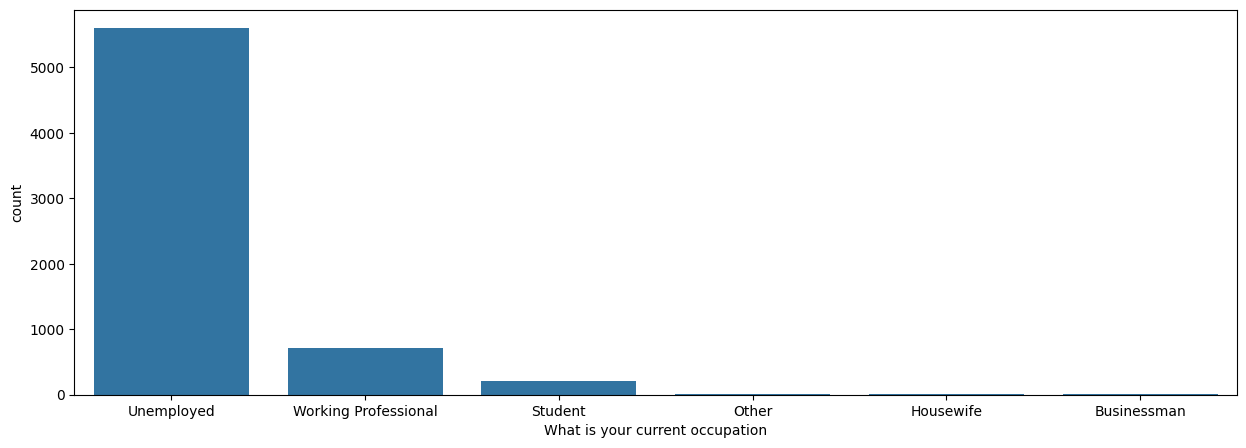 5000
4000
3000
2000
1000
0
count
Unemployed Working Professional Student Other Housewife Businessman
What is your current occupation